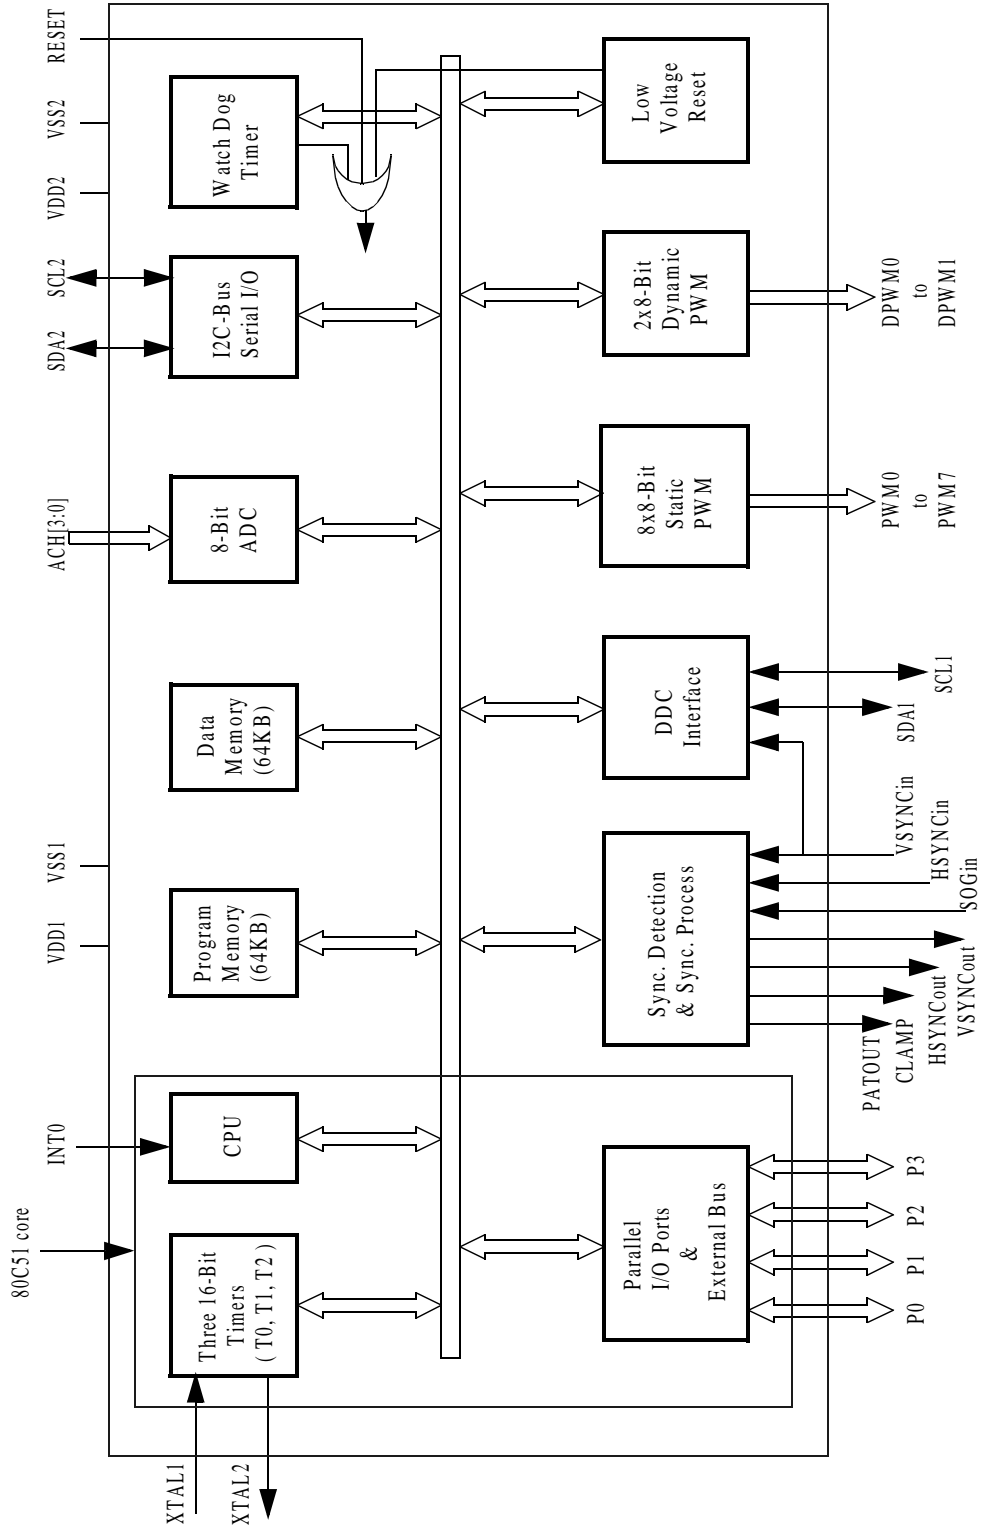 XTAL1
XTAL2
80C51 core
INT0
VDD1
VSS1
ACH[3:0]
SDA2
SCL2
VDD2
VSS2
RESET
Three 16-Bit
Timers
( T0, T1, T2 )
CPU
Program
Memory
(64KB)
Data
Memory
(64KB)
8-Bit
ADC
I2C-Bus
Serial I/O
Watch Dog
Timer
Parallel
I/O Ports
&
External Bus
Sync. Detection
& Sync. Process
DDC
Interface
8x8-Bit
Static
PWM
2x8-Bit
Dynamic
PWM
Low
Voltage
Reset
P0
P1
P2
P3
PATOUT
CLAMP
HSYNCout
VSYNCout
SOGin
HSYNCin
VSYNCin
SDA1
SCL1
PWM0
to
PWM7
DPWM0
to
DPWM1